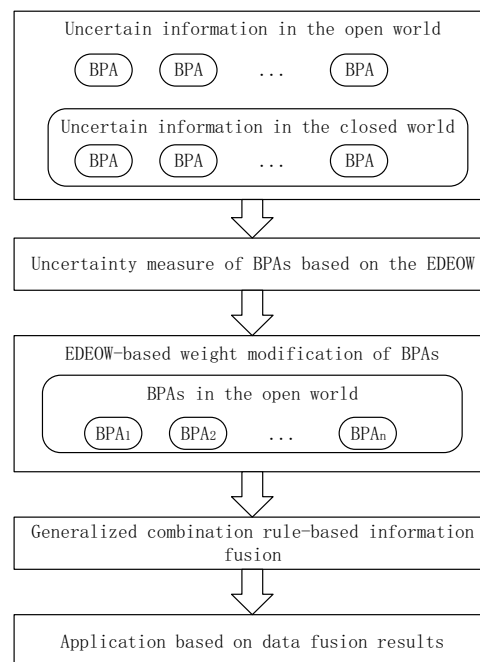 Uncertain information in the open world
BPA BPA ... BPA
Uncertain information in the closed world
BPA BPA ... BPA
Uncertainty measure of BPAs based on the EDEOW
EDEOW-based weight modification of BPAs
BPAs in the open world
BPA1 BPA2 ... BPAn
Generalized combination rule-based information
fusion
Application based on data fusion results